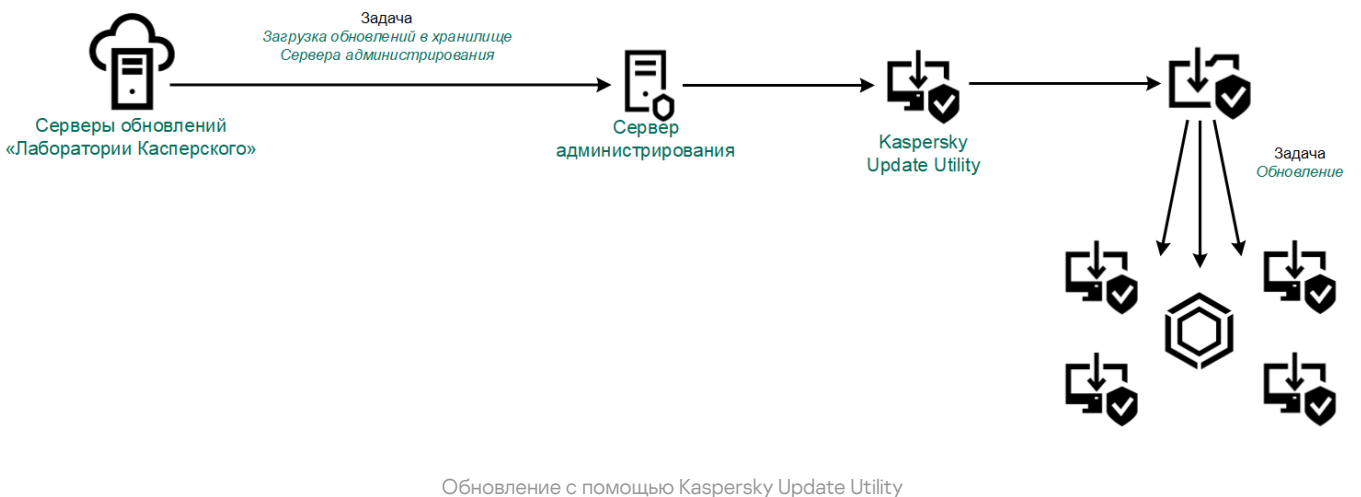 Задача
Загрузка обновлений в хранилище
Сервера администрирования
Серверы обновлений
«Лаборатории Касперского»
Сервер
администрирования
Kaspersky
Update Utility
Задача
Обновление
Обновление с помощью Kaspersky Update Utility